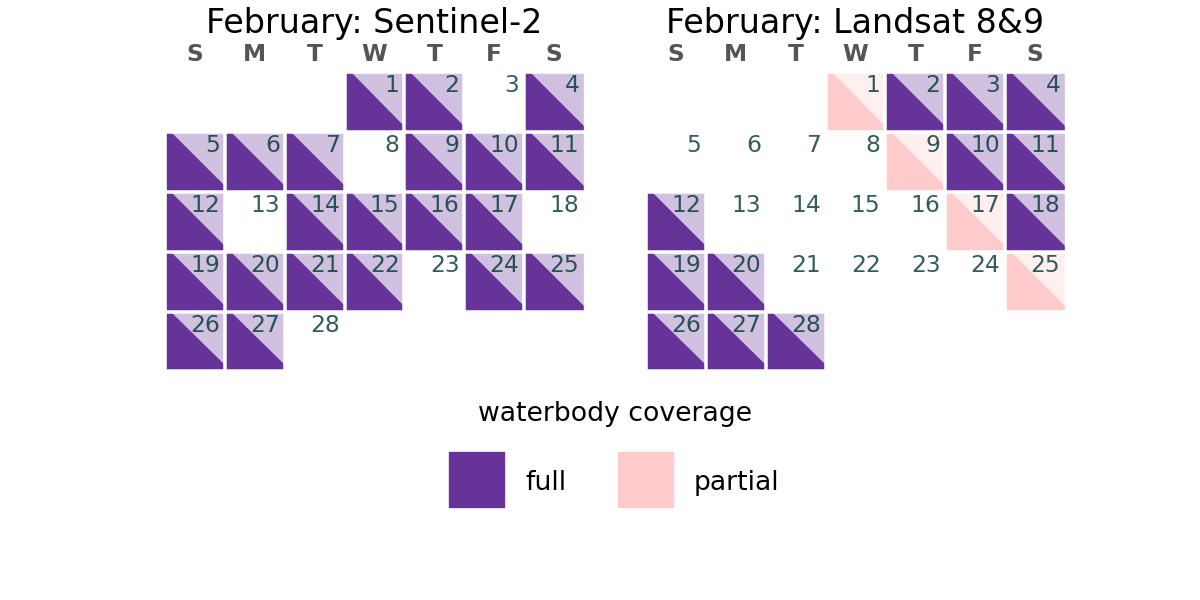 February: Sentinel-2
S M T W T F S
1 2 3 4
5 6 7 8 9 10 11
12 13 14 15 16 17 18
19 20 21 22 23 24 25
26 27 28
February: Landsat 8&9
S M T W T F S
1 2 3 4
5 6 7 8 9 10 11
12 13 14 15 16 17 18
19 20 21 22 23 24 25
26 27 28
waterbody coverage
full partial